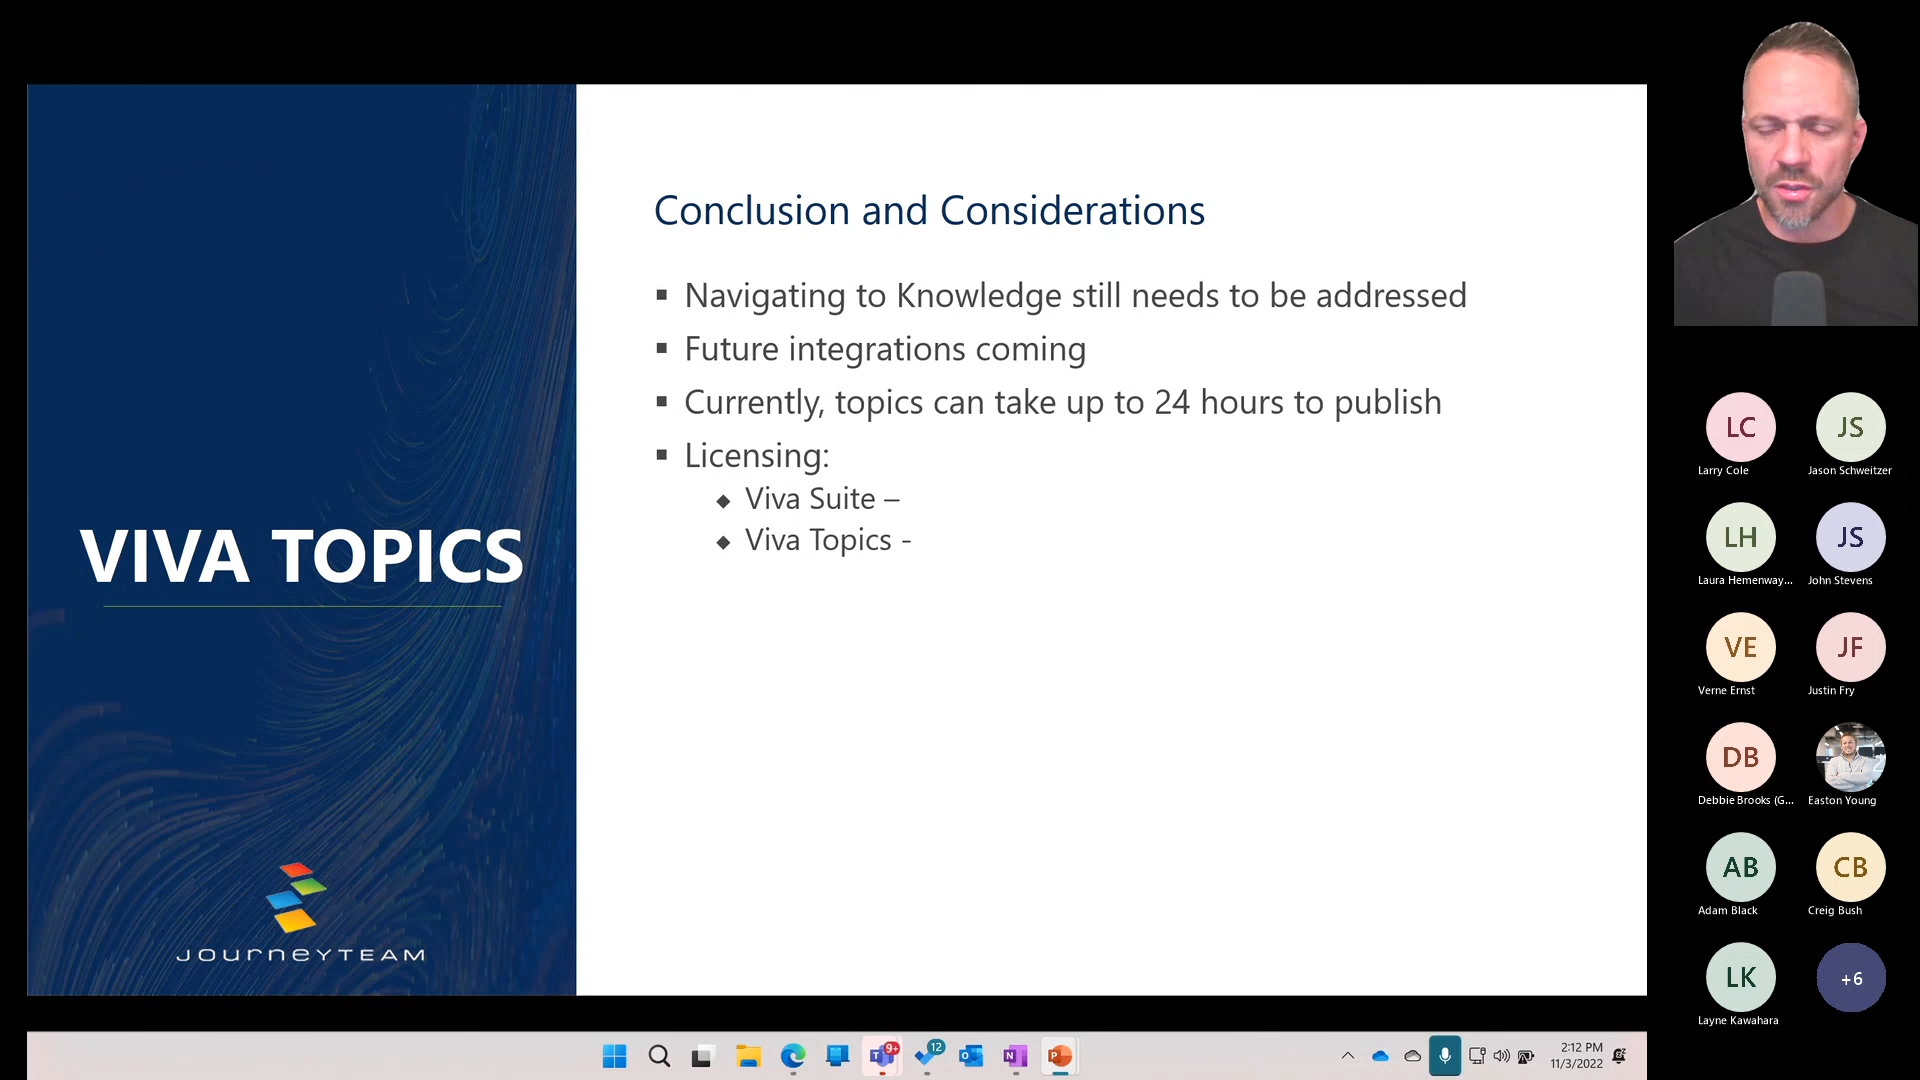 VIVA TOPICS
JOURNEYTEAM
Conclusion and Considerations
Navigating to Knowledge still needs to be addressed
Future integrations coming
Currently, topics can take up to 24 hours to publish
Licensing:
Viva Suite –
Viva Topics -
LC
JS
Larry Cole
Jason Schweitzer
LH
JS
Laura Hemenway...
John Stevens
VE
JF
Verne Ernst
Justin Fry
DB
Debbie Brooks (G...
Easton Young
AB
CB
Adam Black
Creig Bush
LK
+6
Layne Kawahara
9+
12
2:12 PM
11/3/2022